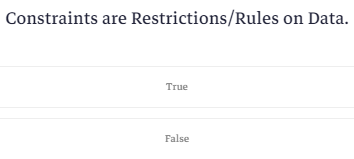 Constraints are Restrictions/Rules on Data.
True
False